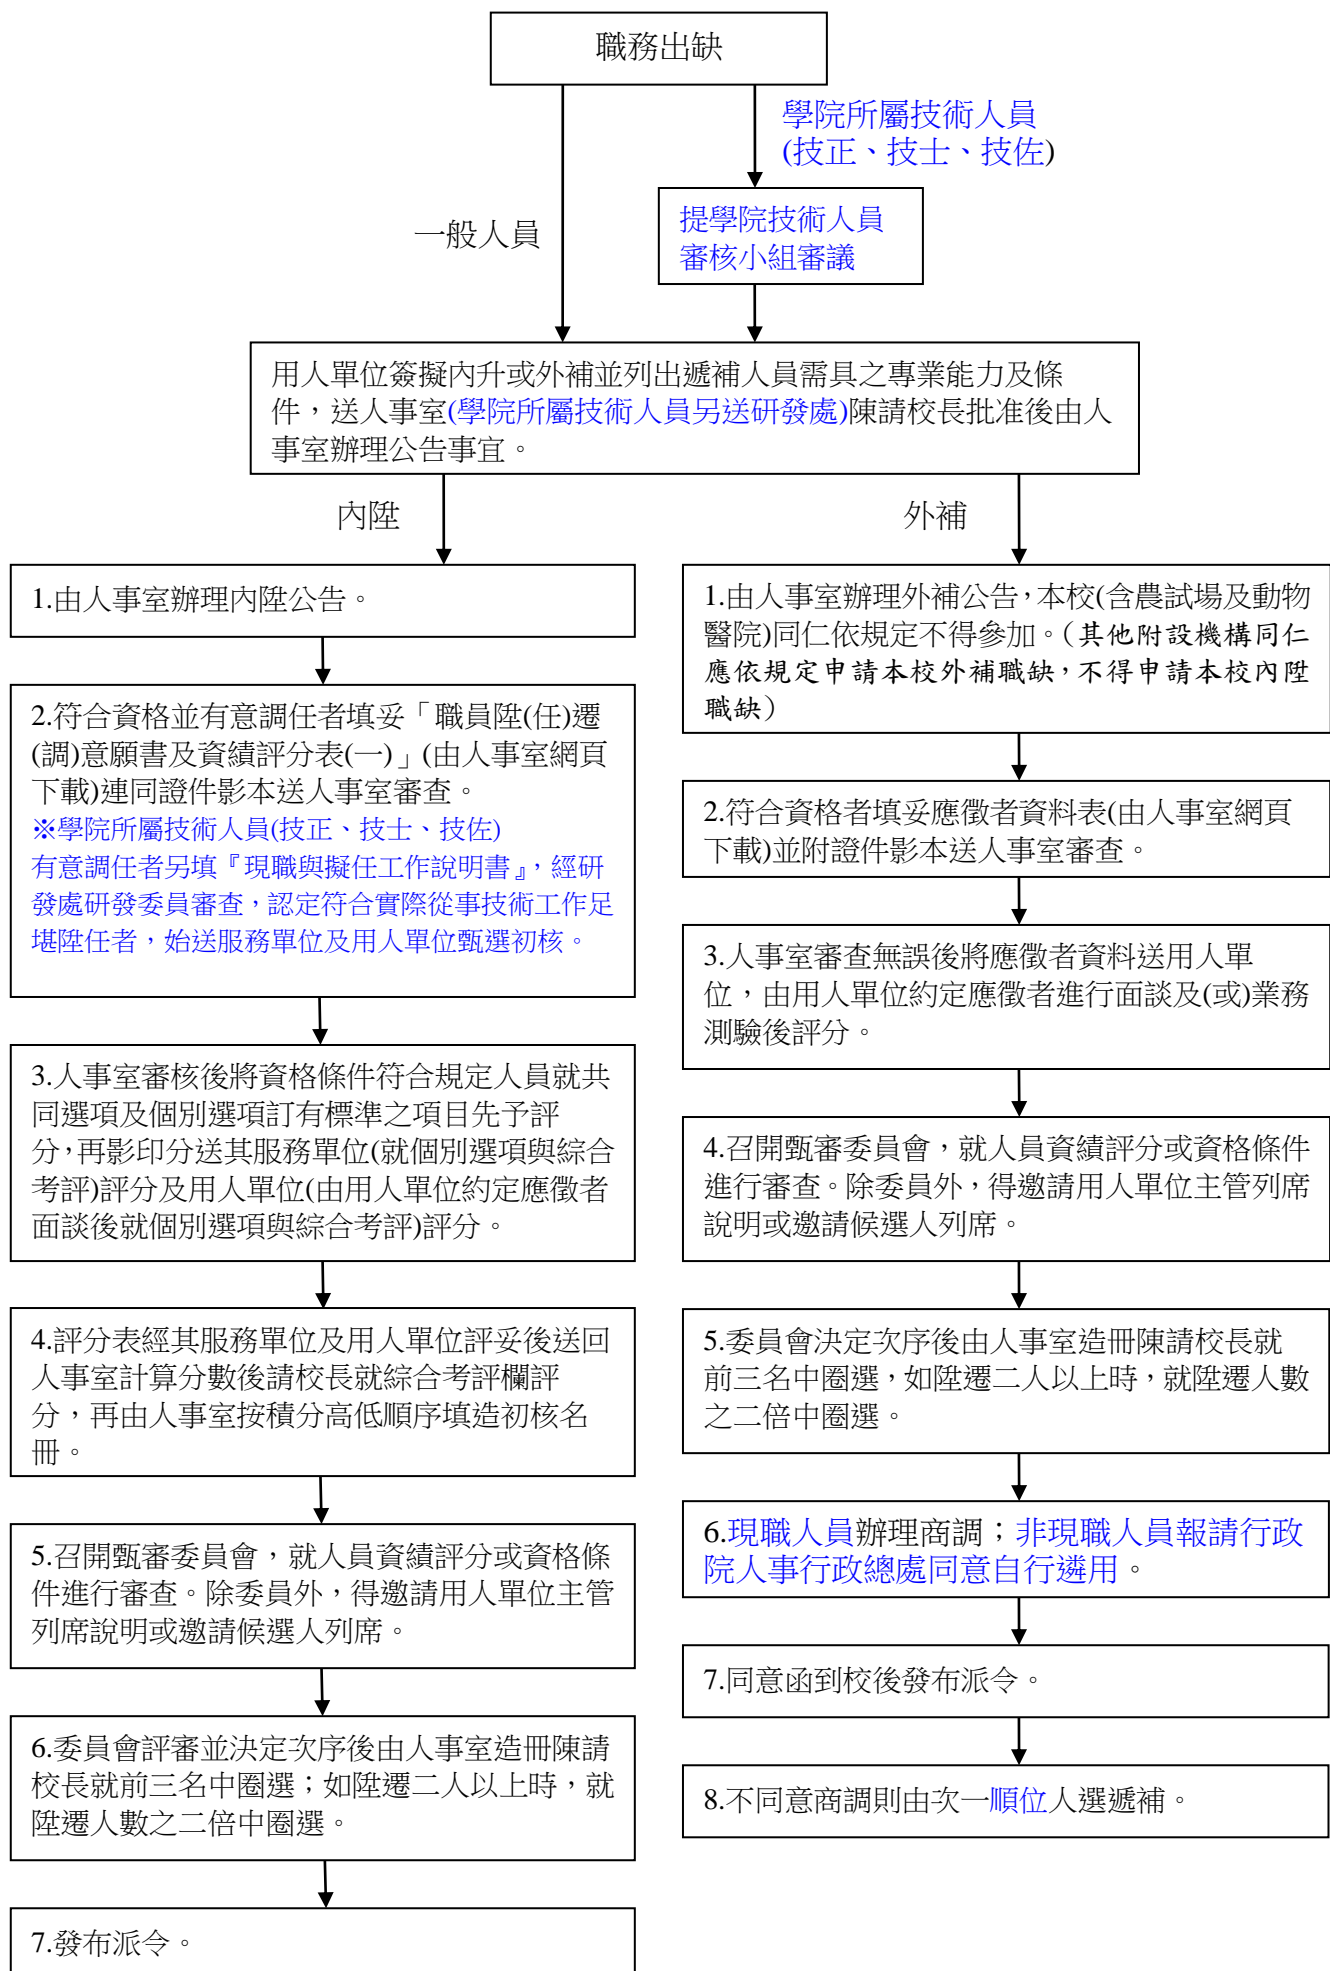 職務出缺
學院所屬技術人員
(技正、技士、技佐)
一般人員
提學院技術人員
審核小組審議
用人單位簽擬內升或外補並列出遞補人員需具之專業能力及條
件，送人事室(學院所屬技術人員另送研發處)陳請校長批准後由人
事室辦理公告事宜。
內陞
1.由人事室辦理內陞公告。
2.符合資格並有意調任者填妥「職員陞(任)遷
(調)意願書及資績評分表(一)」(由人事室網頁
下載)連同證件影本送人事室審查。
※學院所屬技術人員(技正、技士、技佐)
有意調任者另填『現職與擬任工作說明書』，經研
發處研發委員審查，認定符合實際從事技術工作足
堪陞任者，始送服務單位及用人單位甄選初核。
3.人事室審核後將資格條件符合規定人員就共
同選項及個別選項訂有標準之項目先予評
分，再影印分送其服務單位(就個別選項與綜合
考評)評分及用人單位(由用人單位約定應徵者
面談後就個別選項與綜合考評)評分。
4.評分表經其服務單位及用人單位評妥後送回
人事室計算分數後請校長就綜合考評欄評
分，再由人事室按積分高低順序填造初核名
冊。
5.召開甄審委員會，就人員資績評分或資格條
件進行審查。除委員外，得邀請用人單位主管
列席說明或邀請候選人列席。
6.委員會評審並決定次序後由人事室造冊陳請
校長就前三名中圈選；如陞遷二人以上時，就
陞遷人數之二倍中圈選。
7.發布派令。
外補
1.由人事室辦理外補公告，本校(含農試場及動物
醫院)同仁依規定不得參加。（其他附設機構同仁
應依規定申請本校外補職缺，不得申請本校內陞
職缺）
2.符合資格者填妥應徵者資料表(由人事室網頁
下載)並附證件影本送人事室審查。
3.人事室審查無誤後將應徵者資料送用人單
位，由用人單位約定應徵者進行面談及(或)業務
測驗後評分。
4.召開甄審委員會，就人員資績評分或資格條件
進行審查。除委員外，得邀請用人單位主管列席
說明或邀請候選人列席。
5.委員會決定次序後由人事室造冊陳請校長就
前三名中圈選，如陞遷二人以上時，就陞遷人數
之二倍中圈選。
6.現職人員辦理商調；非現職人員報請行政
院人事行政總處同意自行遴用。
7.同意函到校後發布派令。
8.不同意商調則由次一順位人選遞補。